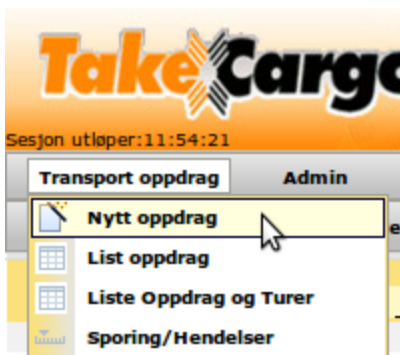 TakeCargo
Sesjon utløper:11:54:21
Transport oppdrag Admin
Nytt oppdrag
List oppdrag
Liste Oppdrag og Turer
Sporing/Hendelser